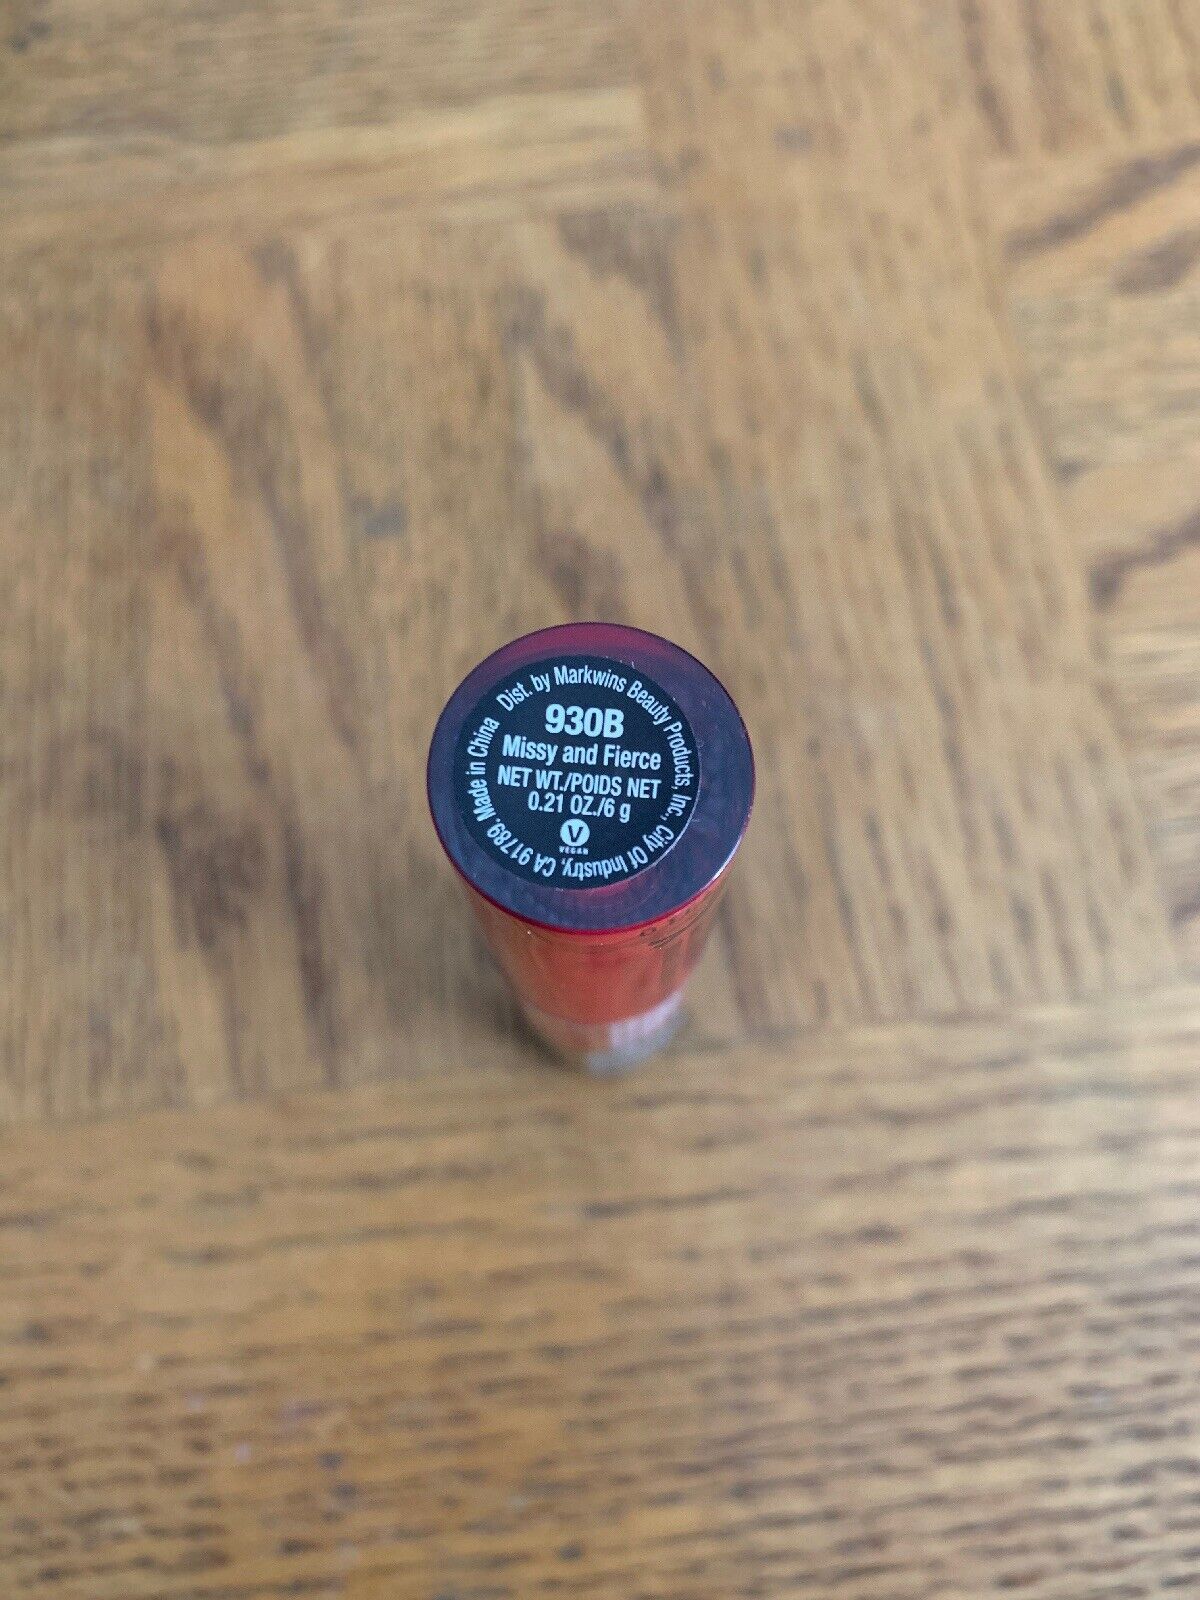 Dist. by Markwins Beauty Products, Inc., City Of Industry, CA 91789. Made in China
930B
Missy and Fierce
NET WT./POIDS NET
0.21 OZ./6 g
V
VEGAN